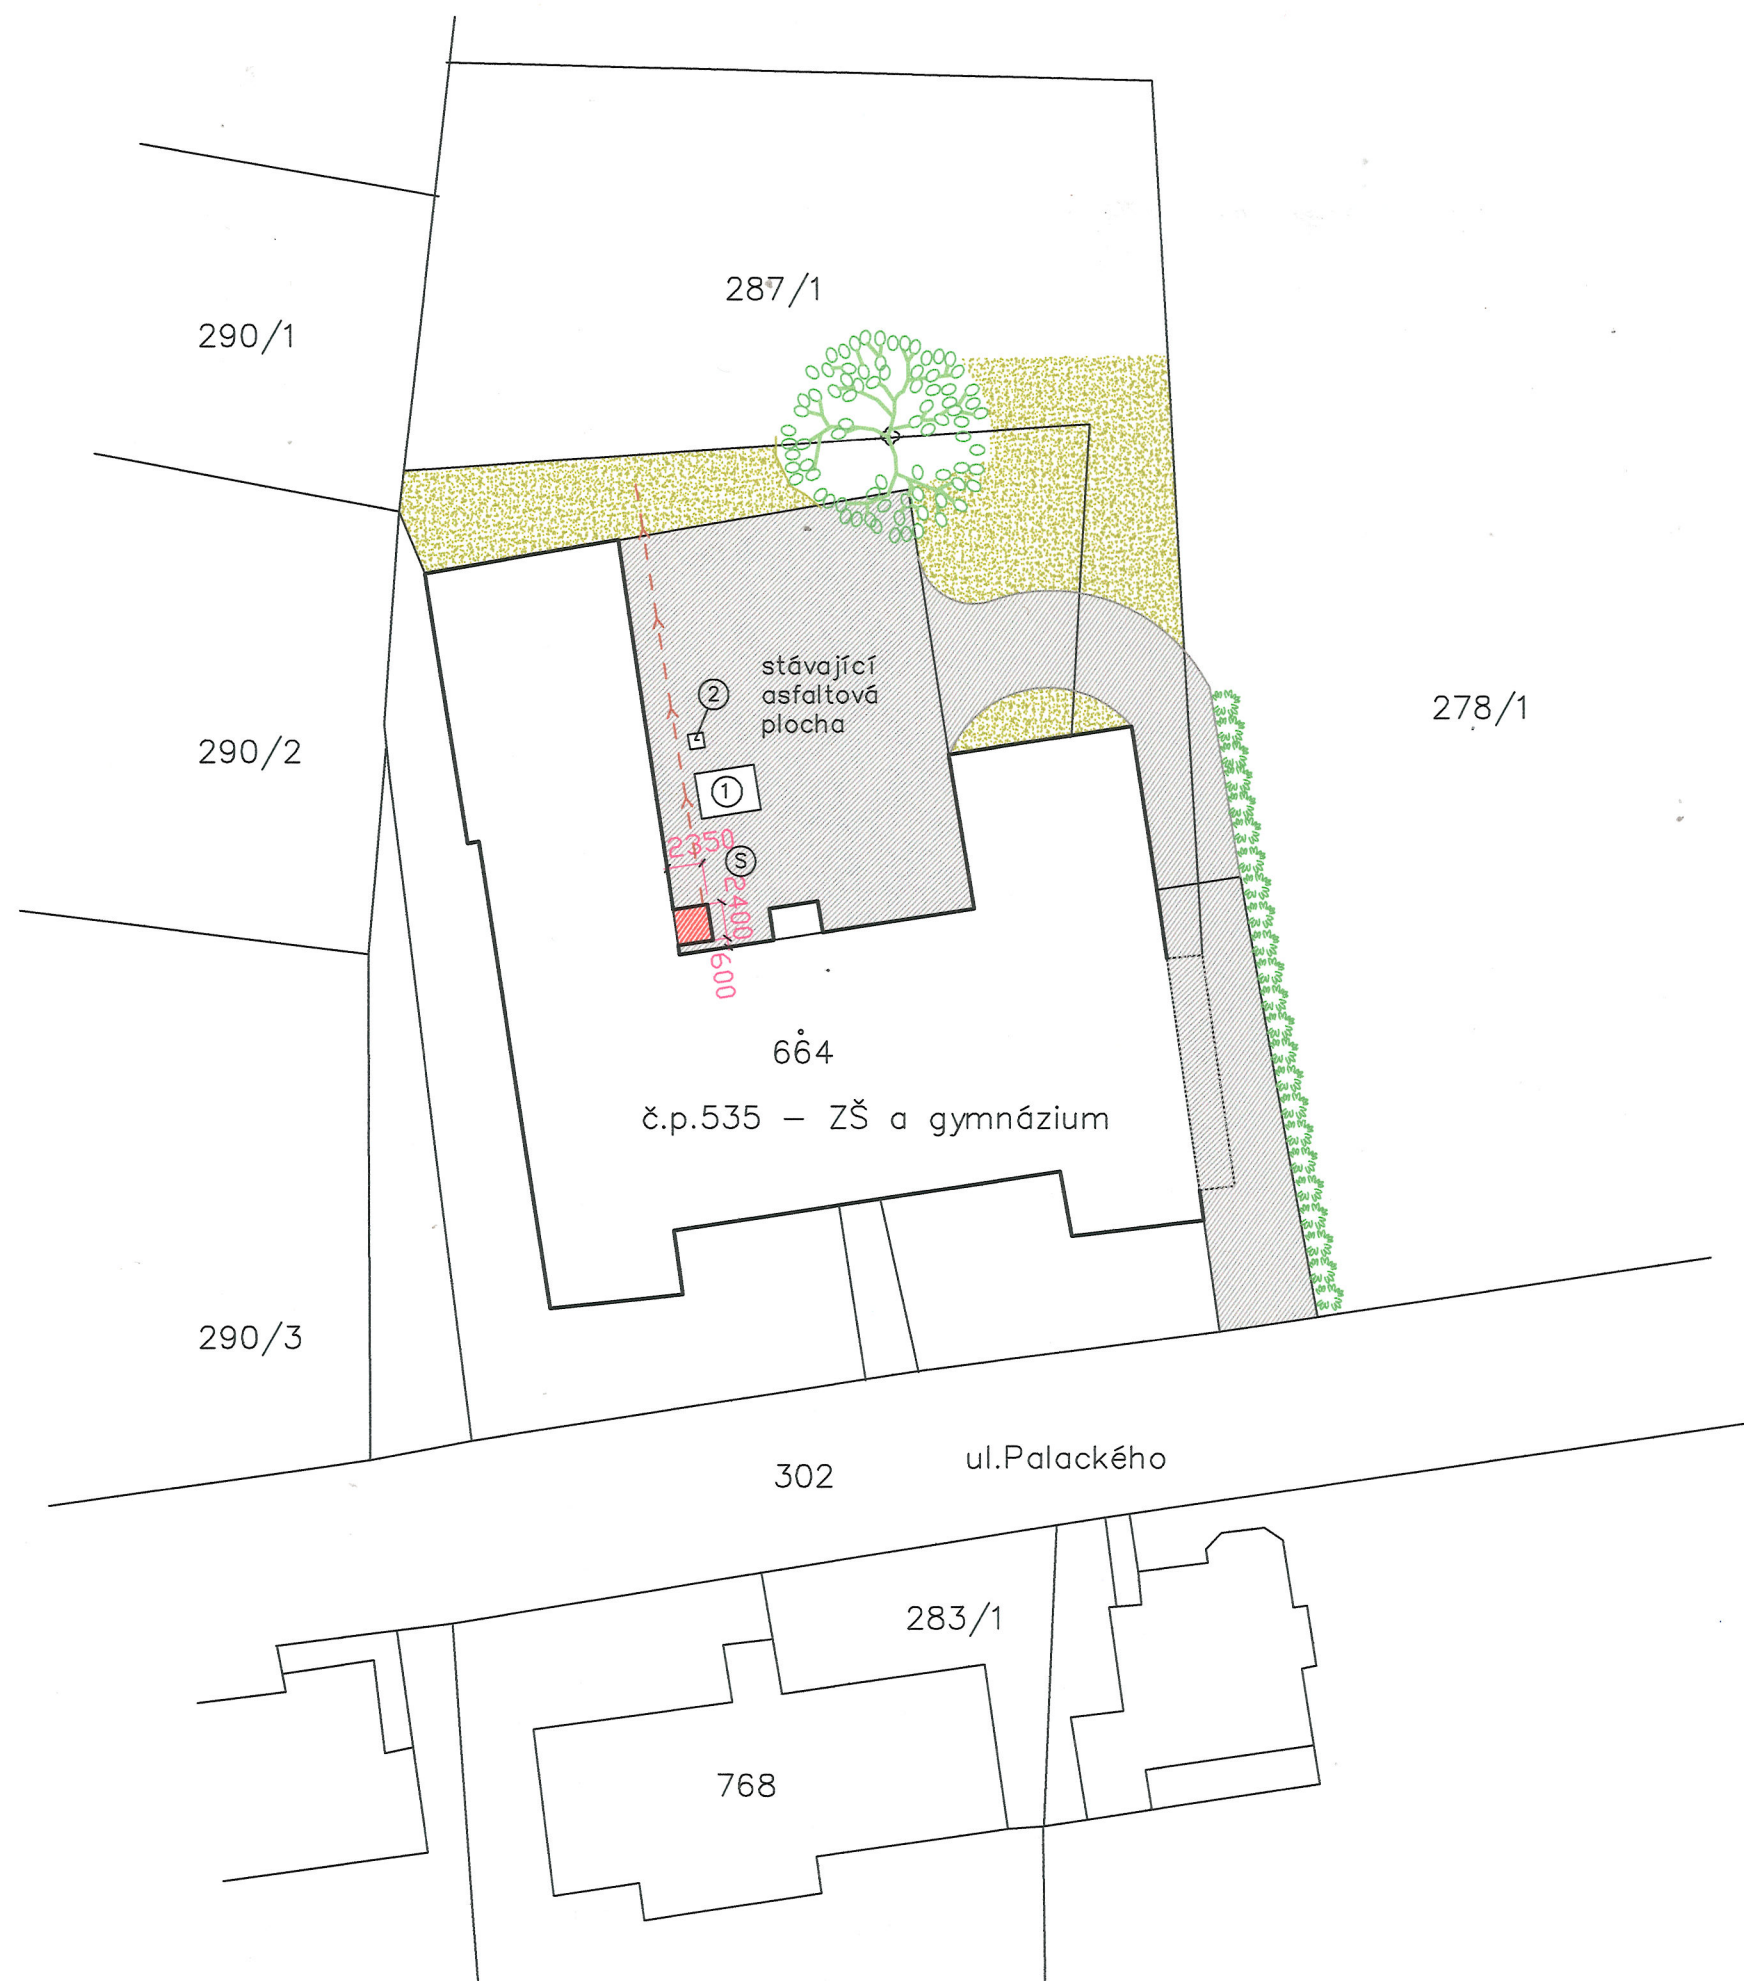 287/1
290/1
stávající
asfaltová
plocha
2
278/1
290/2
1
2350
S
2400
600
664
č.p.535 – ZŠ a gymnázium
290/3
ul.Palackého
302
283/1
768